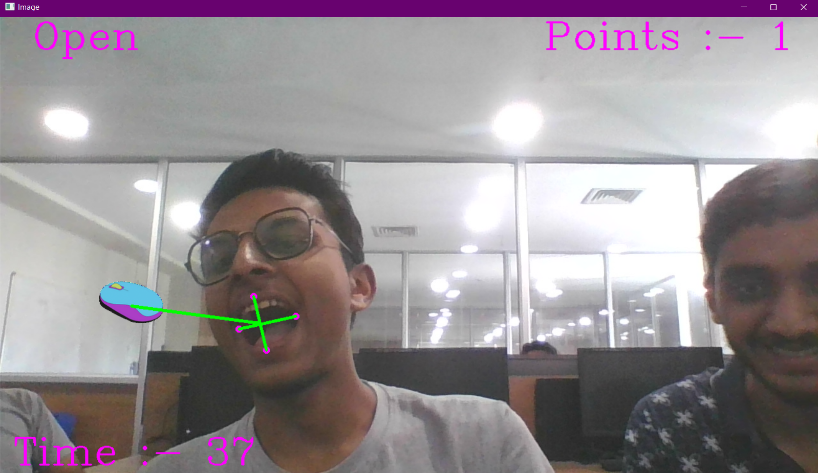 Image
Open
Points :- 1
Time :- 37